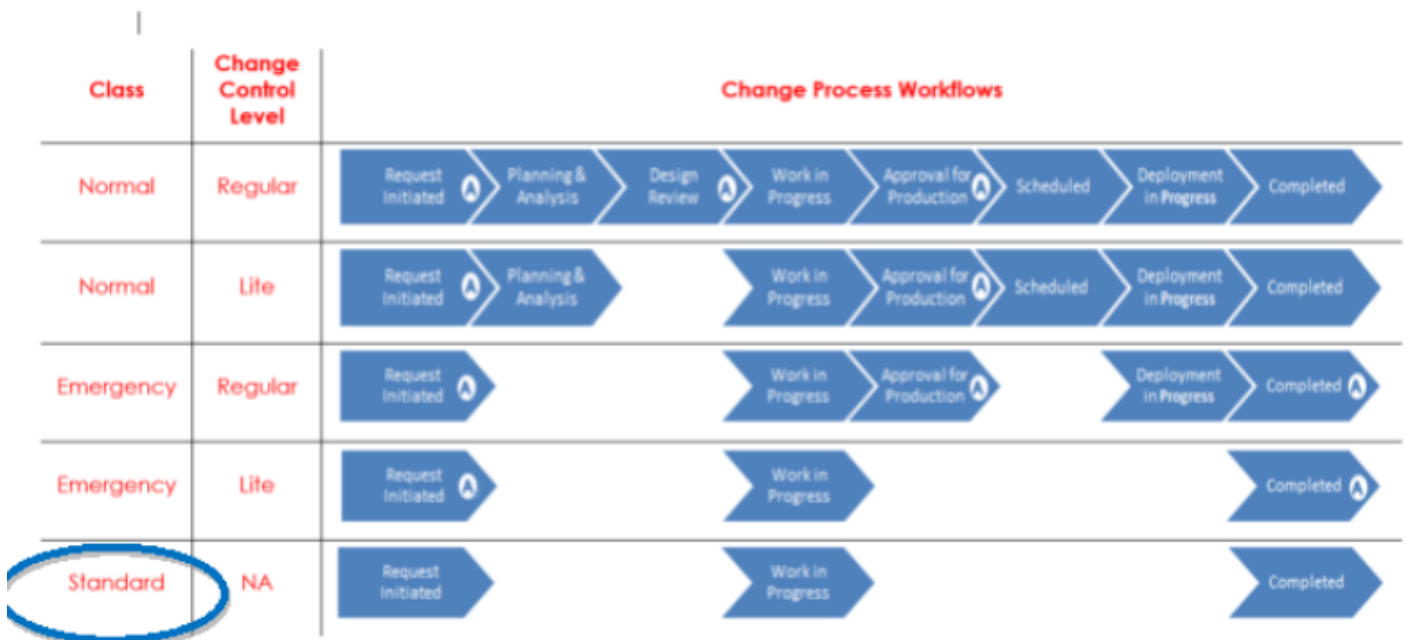 Class
Change
Control
Level
Change Process Workflows
Normal
Regular
Request
Initiated
A
Planning &
Analysis
Design
Review
A
Work in
Progress
Approval for
Production
A
Scheduled
Deployment
in Progress
Completed
Normal
Lite
Request
Initiated
A
Planning &
Analysis
Work in
Progress
Approval for
Production
A
Scheduled
Deployment
in Progress
Completed
Emergency
Regular
Request
Initiated
A
Work in
Progress
Approval for
Production
A
Deployment
in Progress
Completed
A
Emergency
Lite
Request
Initiated
A
Work in
Progress
Completed
A
Standard
NA
Request
Initiated
Work in
Progress
Completed